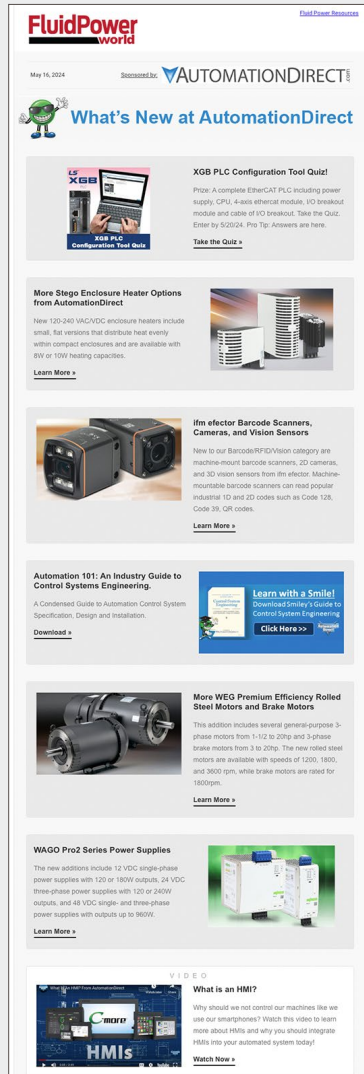 Fluid Power Resources
FluidPower
world
May 16, 2024
Sponsored by:
AUTOMATIONDIRECT.com
What's New at AutomationDirect
LS
XGB
XGB PLC
Configuration Tool Quiz
XGB PLC Configuration Tool Quiz!
Prize: A complete EtherCAT PLC including power
supply, CPU, 4-axis ethercat module, I/O breakout
module and cable of I/O breakout. Take the Quiz.
Enter by 5/20/24. Pro Tip: Answers are here.
Take the Quiz »
More Stego Enclosure Heater Options
from AutomationDirect
New 120-240 VAC/VDC enclosure heaters include
small, flat versions that distribute heat evenly
within compact enclosures and are available with
8W or 10W heating capacities.
Learn More »
ifm efector Barcode Scanners,
Cameras, and Vision Sensors
New to our Barcode/RFID/Vision category are
machine-mount barcode scanners, 2D cameras,
and 3D vision sensors from ifm efector. Machine-
mountable barcode scanners can read popular
industrial 1D and 2D codes such as Code 128,
Code 39, QR codes.
Learn More »
Automation 101: An Industry Guide to
Control Systems Engineering.
A Condensed Guide to Automation Control System
Specification, Design and Installation.
Download »
Learn with a Smile!
Download Smiley's Guide to
Control System Engineering
Click Here >>
More WEG Premium Efficiency Rolled
Steel Motors and Brake Motors
This addition includes several general-purpose 3-
phase motors from 1-1/2 to 20hp and 3-phase
brake motors from 3 to 20hp. The new rolled steel
motors are available with speeds of 1200, 1800,
and 3600 rpm, while brake motors are rated for
1800rpm.
Learn More »
WAGO Pro2 Series Power Supplies
The new additions include 12 VDC single-phase
power supplies with 120 or 180W outputs, 24 VDC
three-phase power supplies with 120 or 240W
outputs, and 48 VDC single- and three-phase
power supplies with outputs up to 960W.
Learn More »
VIDEO
What is an HMI? From AutomationDirect
C-more
HMIs
YouTube
What is an HMI?
Why should we not control our machines like we
use our smartphones? Watch this video to learn
more about HMIs and why you should integrate
HMIs into your automated system today!
Watch Now »